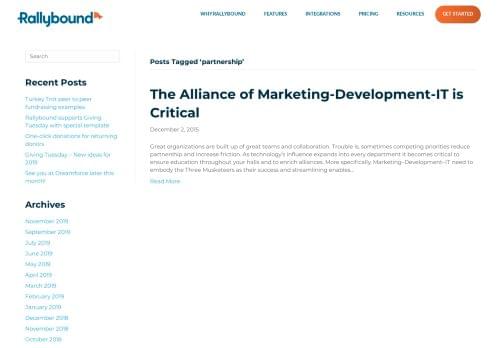 Rallybound
WHY RALLYBOUND
FEATURES
INTEGRATIONS
PRICING
RESOURCES
GET STARTED
Search
Recent Posts
Turkey Trot peer to peer
fundraising examples
Rallybound supports Giving
Tuesday with special template
One-click donations for returning
donors
Giving Tuesday – New ideas for
2019
See you at Dreamforce later this
month!
Archives
November 2019
September 2019
July 2019
June 2019
May 2019
April 2019
March 2019
February 2019
January 2019
December 2018
November 2018
October 2018
Posts Tagged ‘partnership’
The Alliance of Marketing-Development-IT is
Critical
December 2, 2015
Great organizations are built up of great teams and collaboration. Trouble is, sometimes competing priorities reduce
partnership and increase friction. As technology’s influence expands into every department it becomes critical to
ensure education throughout your halls and to enrich alliances. More specifically, Marketing–Development–IT need to
embody the Three Musketeers as their success and streamlining enables…
Read More